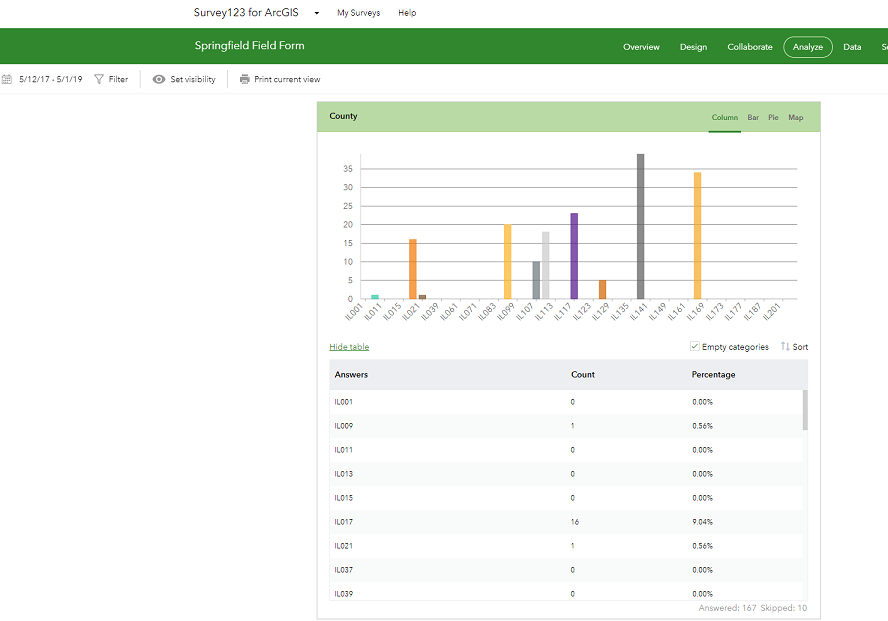 Survey123 for ArcGIS My Surveys Help
Springfield Field Form Overview Design Collaborate Analyze Data
5/12/17 - 5/1/19 Filter Set visibility Print current view
County Column Bar Pie Map
35
30
25
20
15
10
5
0
IL001 IL011 IL015 IL021 IL039 IL061 IL071 IL083 IL099 IL107 IL113 IL117 IL123 IL129 IL135 IL141 IL149 IL161 IL169 IL173 IL177 IL187 IL201
Hide table Empty categories Sort
Answers Count Percentage
IL001 0 0.00%
IL009 1 0.56%
IL011 0 0.00%
IL013 0 0.00%
IL015 0 0.00%
IL017 16 9.04%
IL021 1 0.56%
IL037 0 0.00%
IL039 0 0.00%
Answered: 167 Skipped: 10